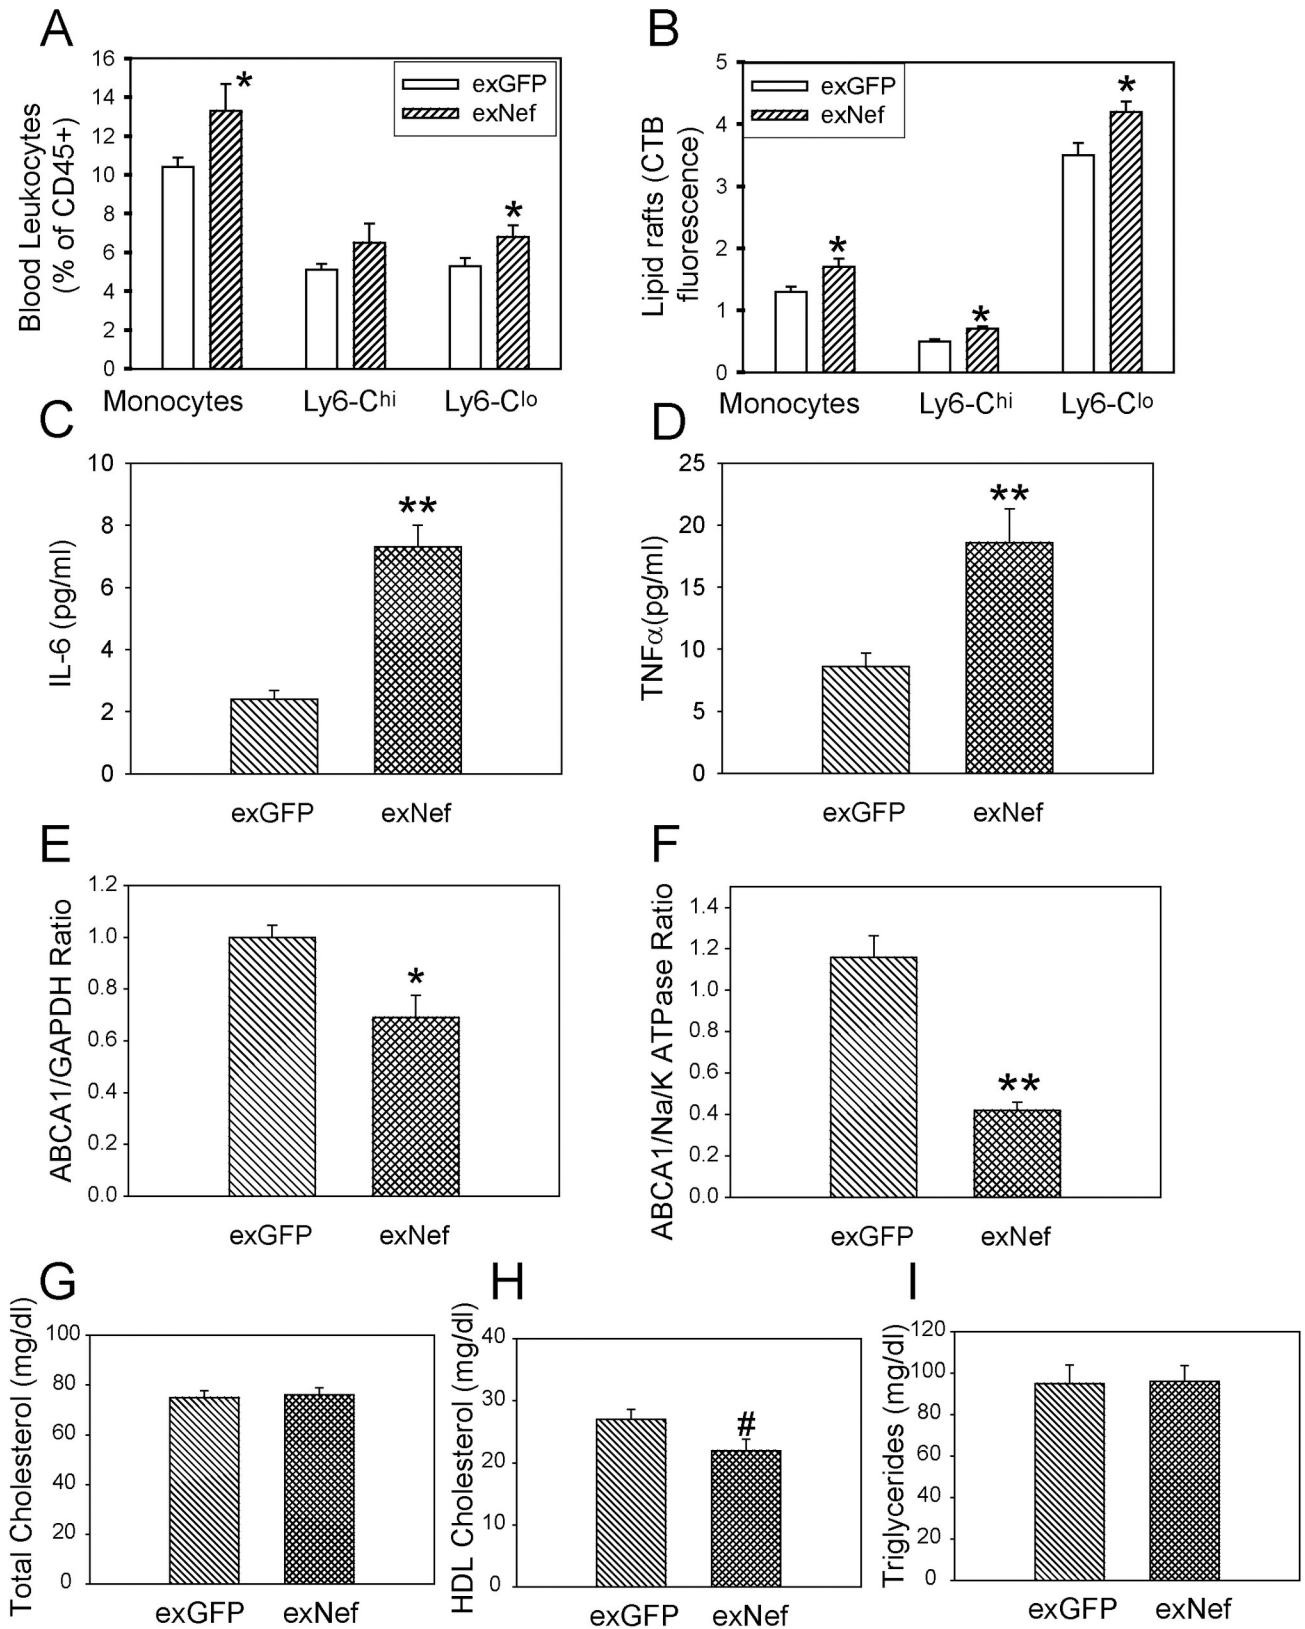 A
Blood Leukocytes
(% of CD45+)
16
14
12
10
8
6
4
2
0
exGFP
exNef
*
*
Monocytes
Ly6-Chi
Ly6-Clo
B
Lipid rafts (CTB
fluorescence)
5
4
3
2
1
0
exGFP
exNef
*
*
*
Monocytes
Ly6-Chi
Ly6-Clo
C
IL-6 (pg/ml)
10
8
6
4
2
0
**
exGFP
exNef
D
TNFα(pg/ml)
25
20
15
10
5
0
**
exGFP
exNef
E
ABCA1/GAPDH Ratio
1.2
1.0
0.8
0.6
0.4
0.2
0.0
*
exGFP
exNef
F
ABCA1/Na/K ATPase Ratio
1.4
1.2
1.0
0.8
0.6
0.4
0.2
0.0
**
exGFP
exNef
G
Total Cholesterol (mg/dl)
100
80
60
40
20
0
exGFP
exNef
H
HDL Cholesterol (mg/dl)
40
30
20
10
0
#
exGFP
exNef
I
Triglycerides (mg/dl)
120
100
80
60
40
20
0
exGFP
exNef